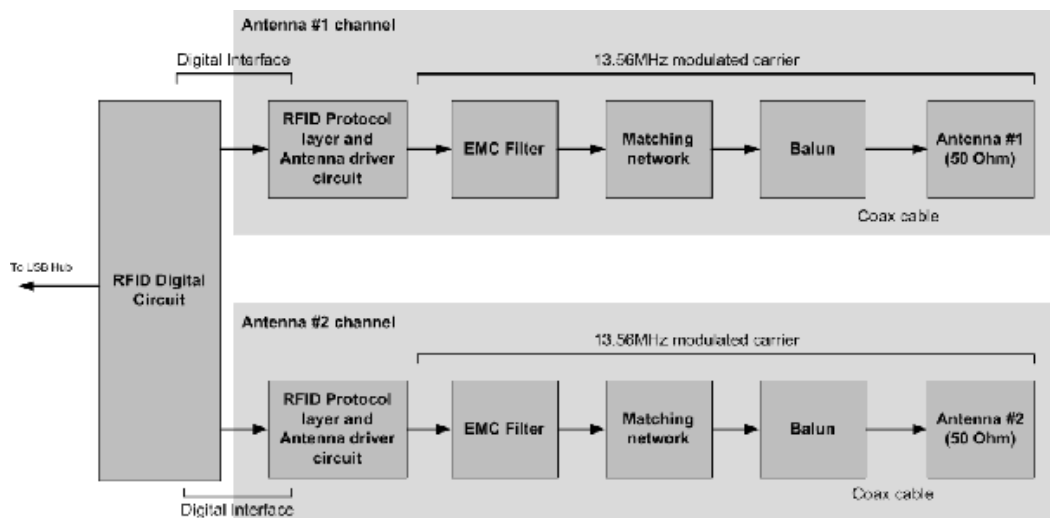 Antenna #1 channel
Digital Interface
13.56MHz modulated carrier
RFID Protocol
layer and
Antenna driver
circuit
EMC Filter
Matching
network
Balun
Antenna #1
(50 Ohm)
Coax cable
To USB Hub
RFID Digital
Circuit
Antenna #2 channel
13.56MHz modulated carrier
RFID Protocol
layer and
Antenna driver
circuit
EMC Filter
Matching
network
Balun
Antenna #2
(50 Ohm)
Coax cable
Digital Interface